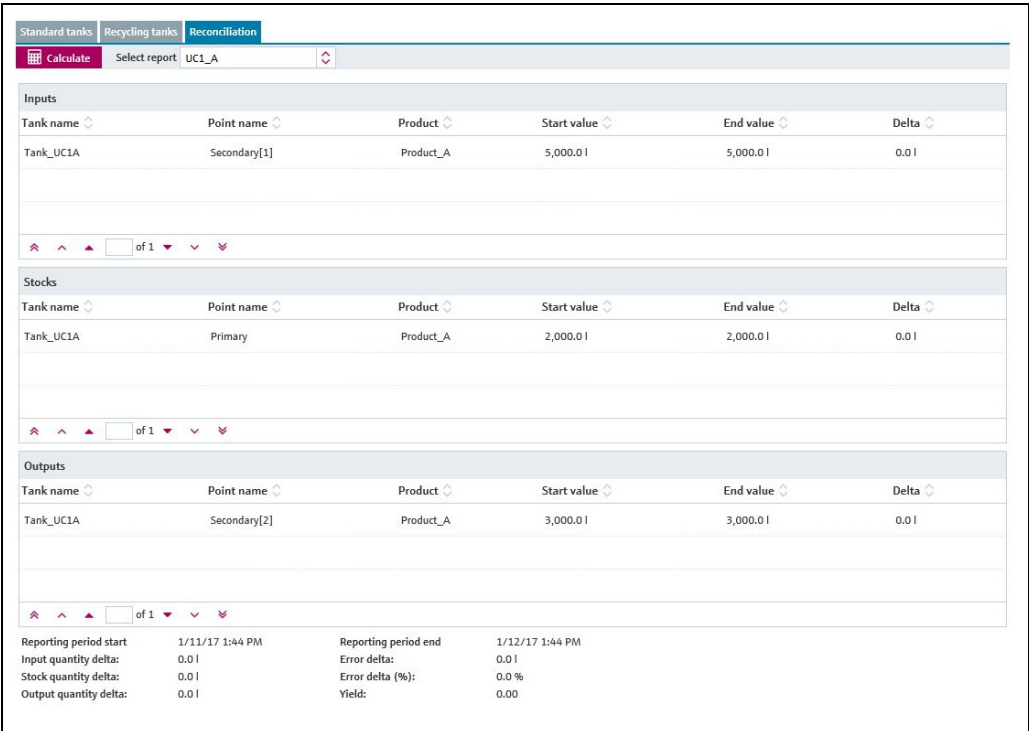 Standard tanks Recycling tanks Reconciliation
Calculate Select report UC1_A
Inputs
Tank name Point name Product Start value End value Delta
Tank_UC1A Secondary[1] Product_A 5,000.0 l 5,000.0 l 0.0 l
of 1
Stocks
Tank name Point name Product Start value End value Delta
Tank_UC1A Primary Product_A 2,000.0 l 2,000.0 l 0.0 l
of 1
Outputs
Tank name Point name Product Start value End value Delta
Tank_UC1A Secondary[2] Product_A 3,000.0 l 3,000.0 l 0.0 l
of 1
Reporting period start 1/11/17 1:44 PM Reporting period end 1/12/17 1:44 PM
Input quantity delta: 0.0 l Error delta: 0.0 l
Stock quantity delta: 0.0 l Error delta (%): 0.0 %
Output quantity delta: 0.0 l Yield: 0.00